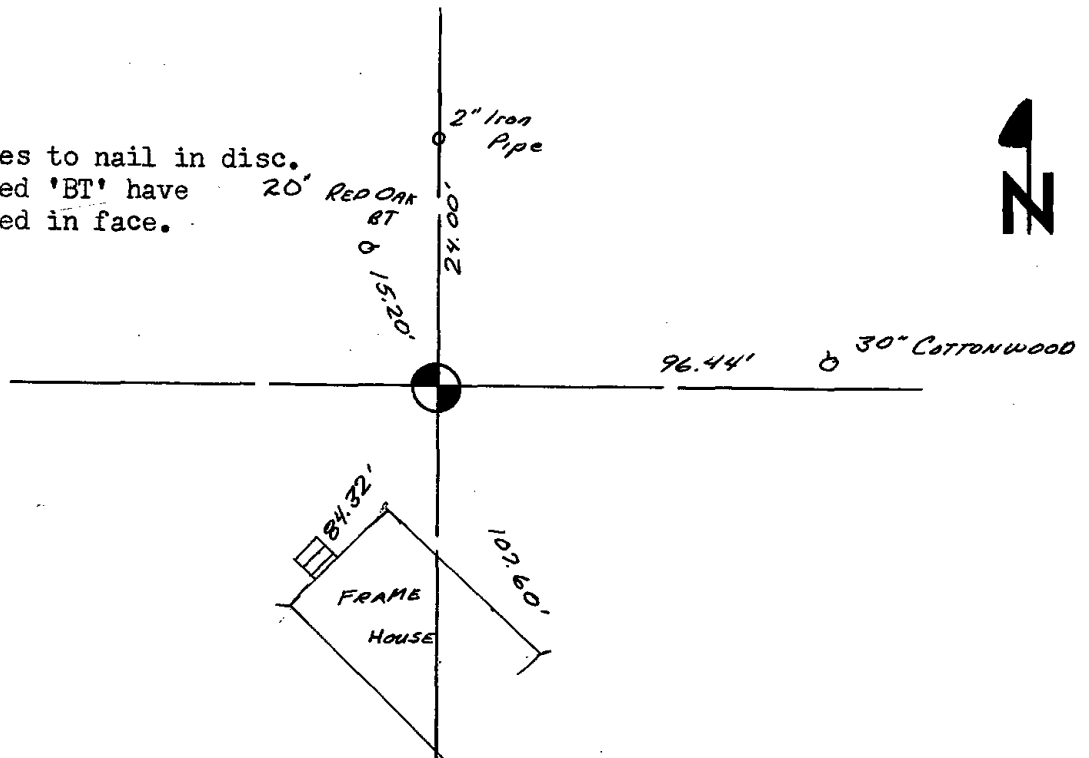 2" Iron
Pipe
es to nail in disc.
ed 'BT' have
ed in face.
20" RED OAK
BT
24.00'
15.20'
N
96.44'
30" COTTONWOOD
84.32'
107.60'
FRAME
HOUSE